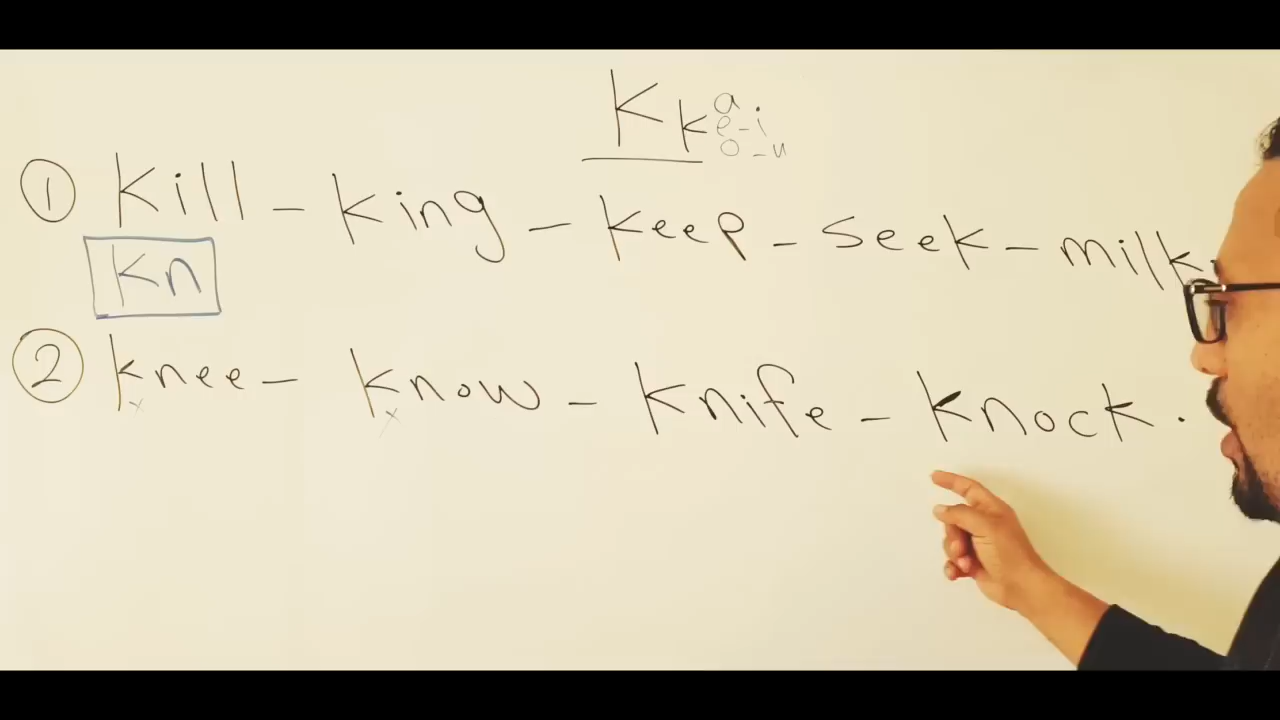 K k a
e - i
o - u
① kill - king - keep - seek - milk.
kn
② knee - know - knife - knock.
x x